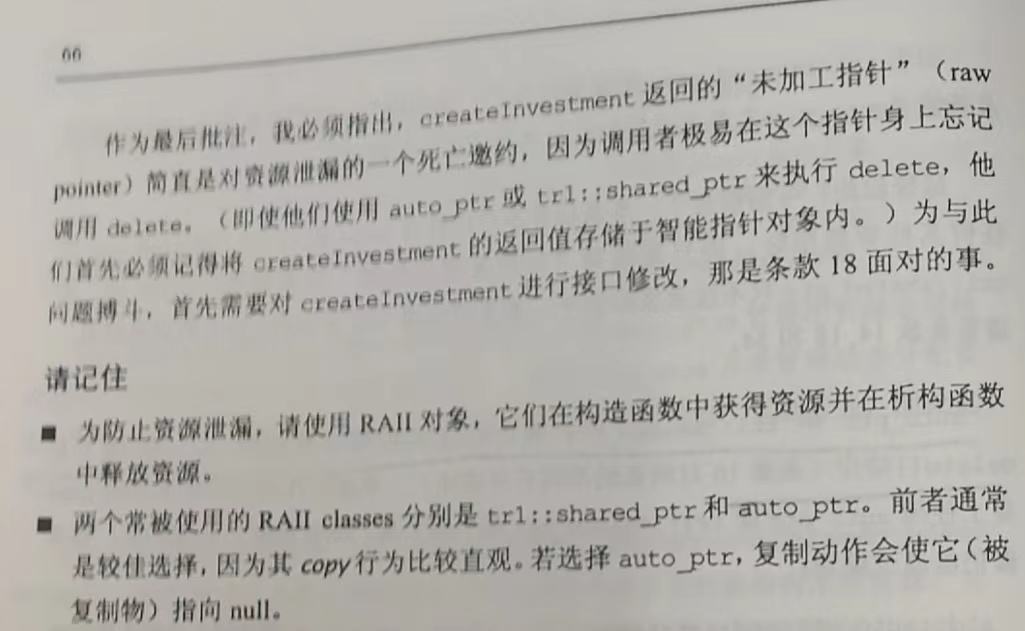 66
作为最后批注，我必须指出，createInvestment 返回的“未加工指针”（raw
pointer）简直是对资源泄漏的一个死亡邀约，因为调用者极易在这个指针身上忘记
调用 delete。（即使他们使用 auto_ptr 或 tr1::shared_ptr 来执行 delete，他
们首先必须记得将 createInvestment 的返回值存储于智能指针对象内。）为与此
问题搏斗，首先需要对 createInvestment 进行接口修改，那是条款 18 面对的事。
请记住
■ 为防止资源泄漏，请使用 RAII 对象，它们在构造函数中获得资源并在析构函数
中释放资源。
■ 两个常被使用的 RAII classes 分别是 tr1::shared_ptr 和 auto_ptr。前者通常
是较佳选择，因为其 copy 行为比较直观。若选择 auto_ptr，复制动作会使它（被
复制物）指向 null。